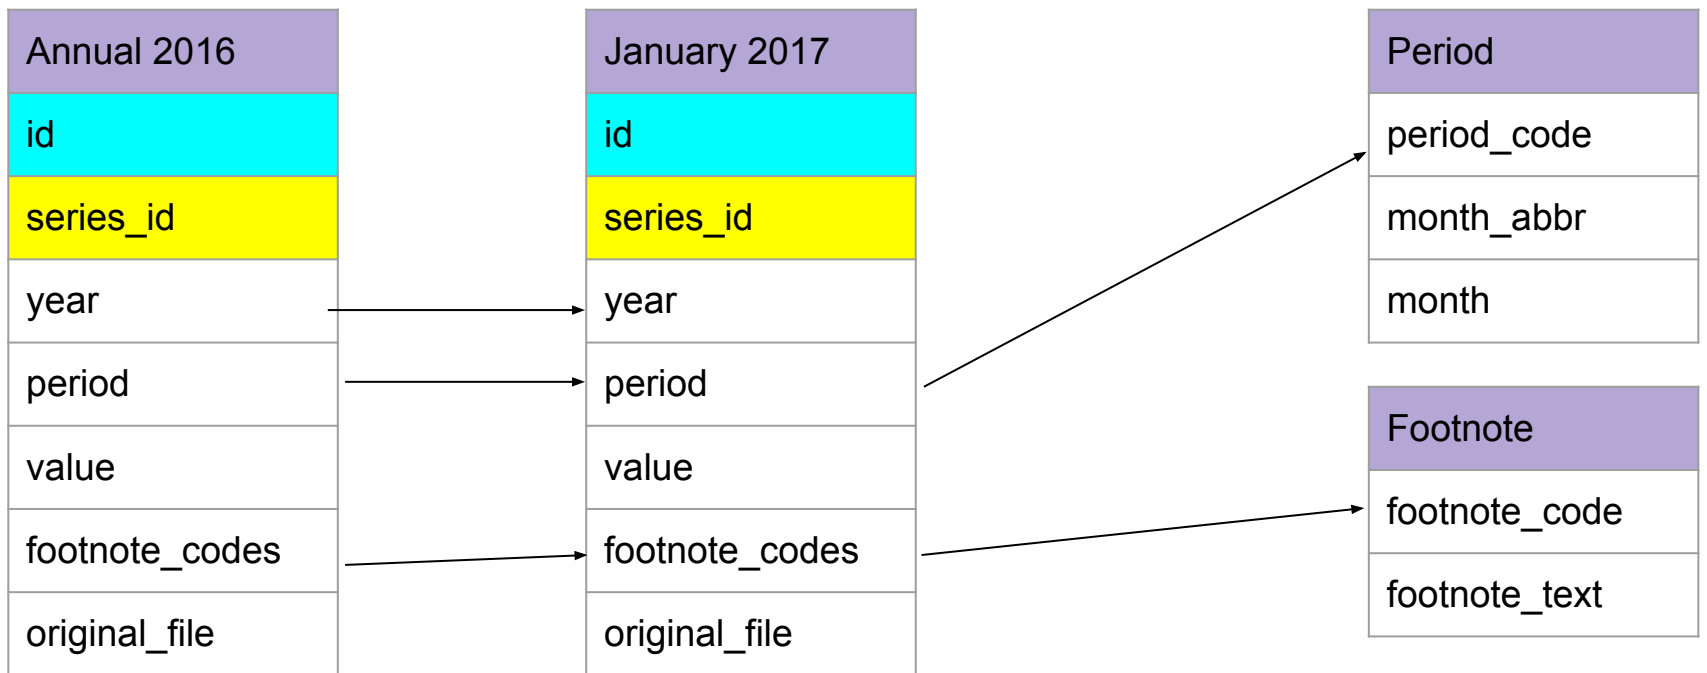 Annual 2016
id
series_id
year
period
value
footnote_codes
original_file
January 2017
id
series_id
year
period
value
footnote_codes
original_file
Period
period_code
month_abbr
month
Footnote
footnote_code
footnote_text